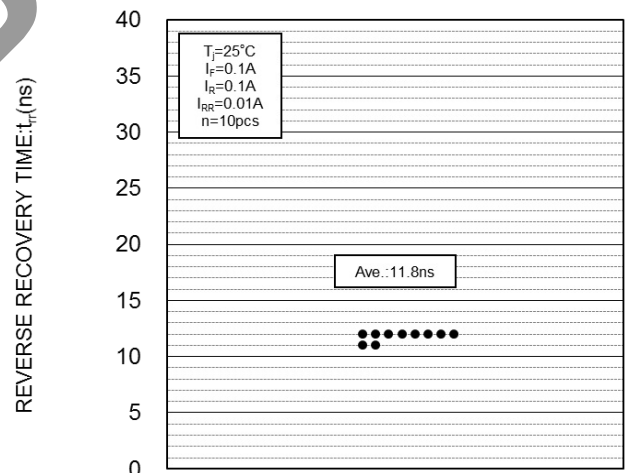 REVERSE RECOVERY TIME:trr(ns)
40
35
30
25
20
15
10
5
0
Tj=25°C
IF=0.1A
IR=0.1A
IRR=0.01A
n=10pcs
Ave.:11.8ns